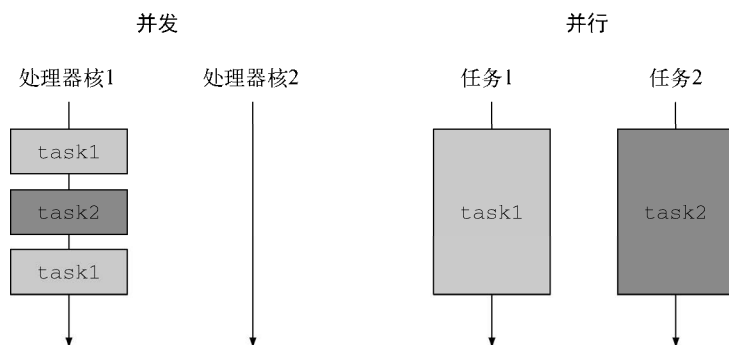 并发
并行
处理器核1
处理器核2
任务1
任务2
task1
task2
task1
task1
task2